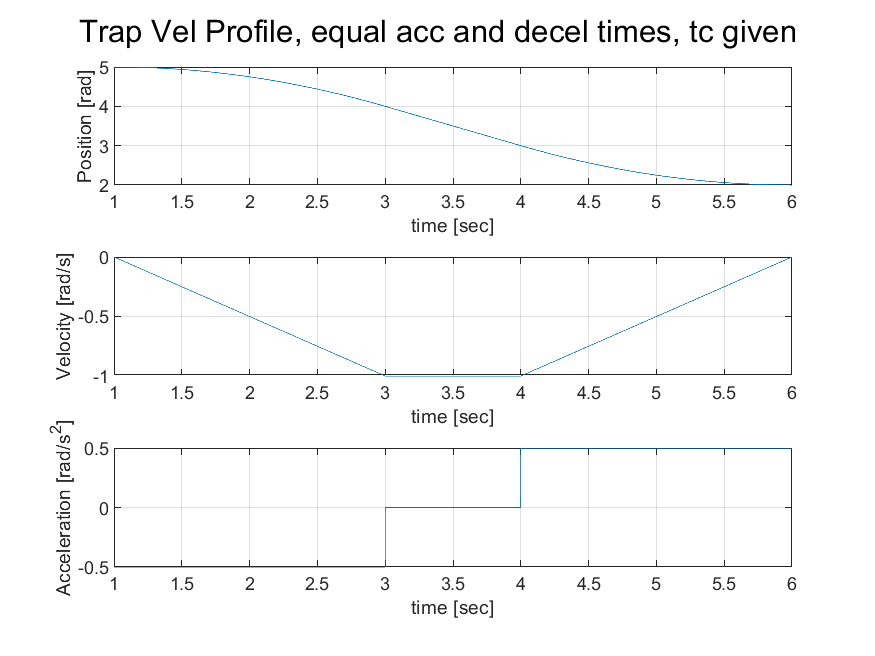 Trap Vel Profile, equal acc and decel times, tc given
Position [rad]
5
4
3
2
1 1.5 2 2.5 3 3.5 4 4.5 5 5.5 6
time [sec]
Velocity [rad/s]
0
-0.5
-1
1 1.5 2 2.5 3 3.5 4 4.5 5 5.5 6
time [sec]
Acceleration [rad/s²]
0.5
0
-0.5
1 1.5 2 2.5 3 3.5 4 4.5 5 5.5 6
time [sec]